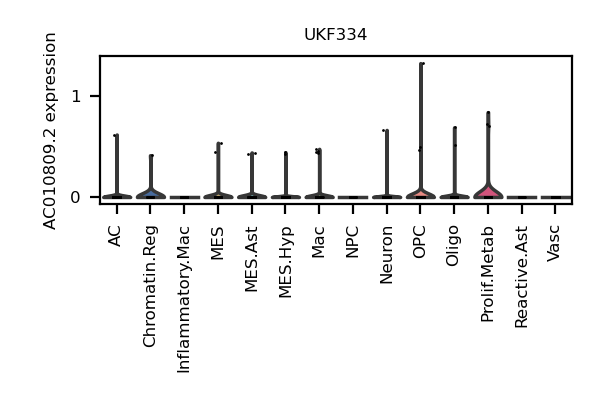 UKF334
AC010809.2 expression
1
0
AC
Chromatin.Reg
Inflammatory.Mac
MES
MES.Ast
MES.Hyp
Mac
NPC
Neuron
OPC
Oligo
Prolif.Metab
Reactive.Ast
Vasc